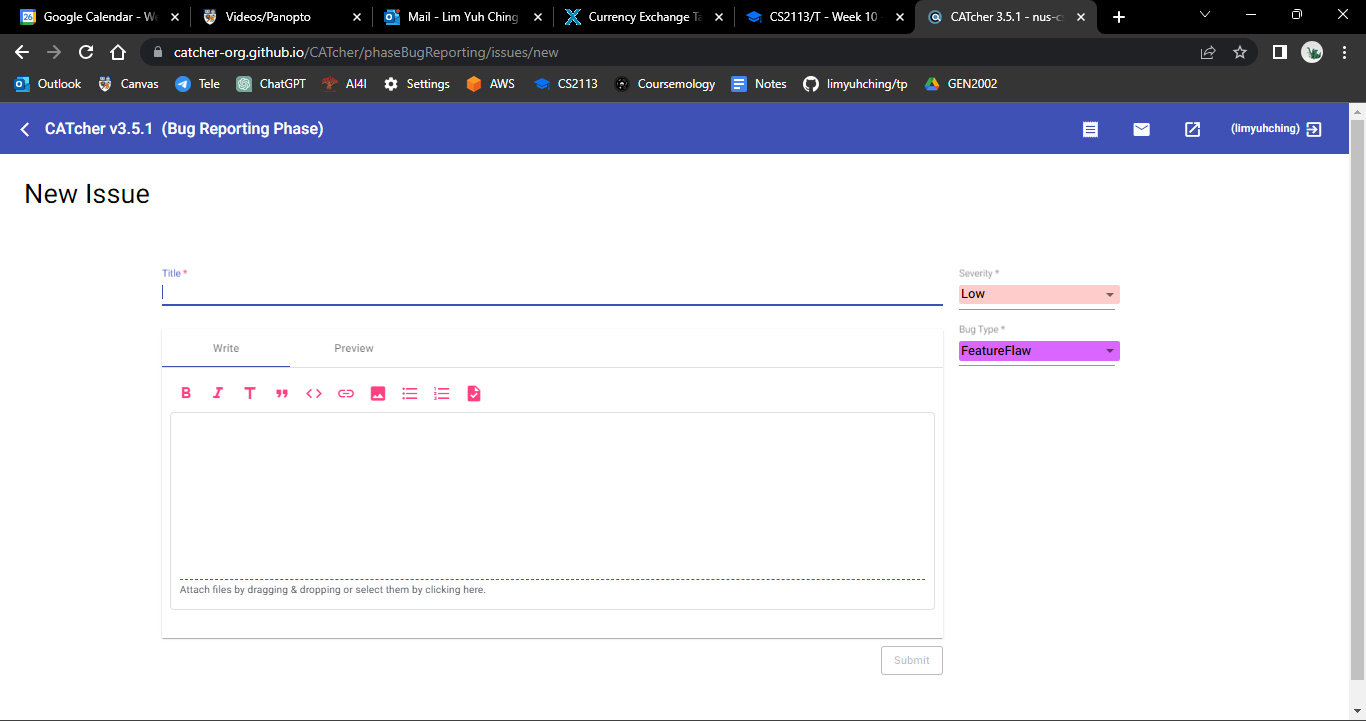 Google Calendar - W
Videos/Panopto
Mail - Lim Yuh Ching
Currency Exchange Ta
CS2113/T - Week 10
CATcher 3.5.1 - nus-c
catcher-org.github.io/CATcher/phaseBugReporting/issues/new
Outlook
Canvas
Tele
ChatGPT
AI4I
Settings
AWS
CS2113
Coursemology
Notes
limyuhching/tp
GEN2002
CATcher v3.5.1 (Bug Reporting Phase)
(limyuhching)
New Issue
Title *
Severity *
Low
Bug Type *
FeatureFlaw
Write
Preview
Attach files by dragging & dropping or select them by clicking here.
Submit